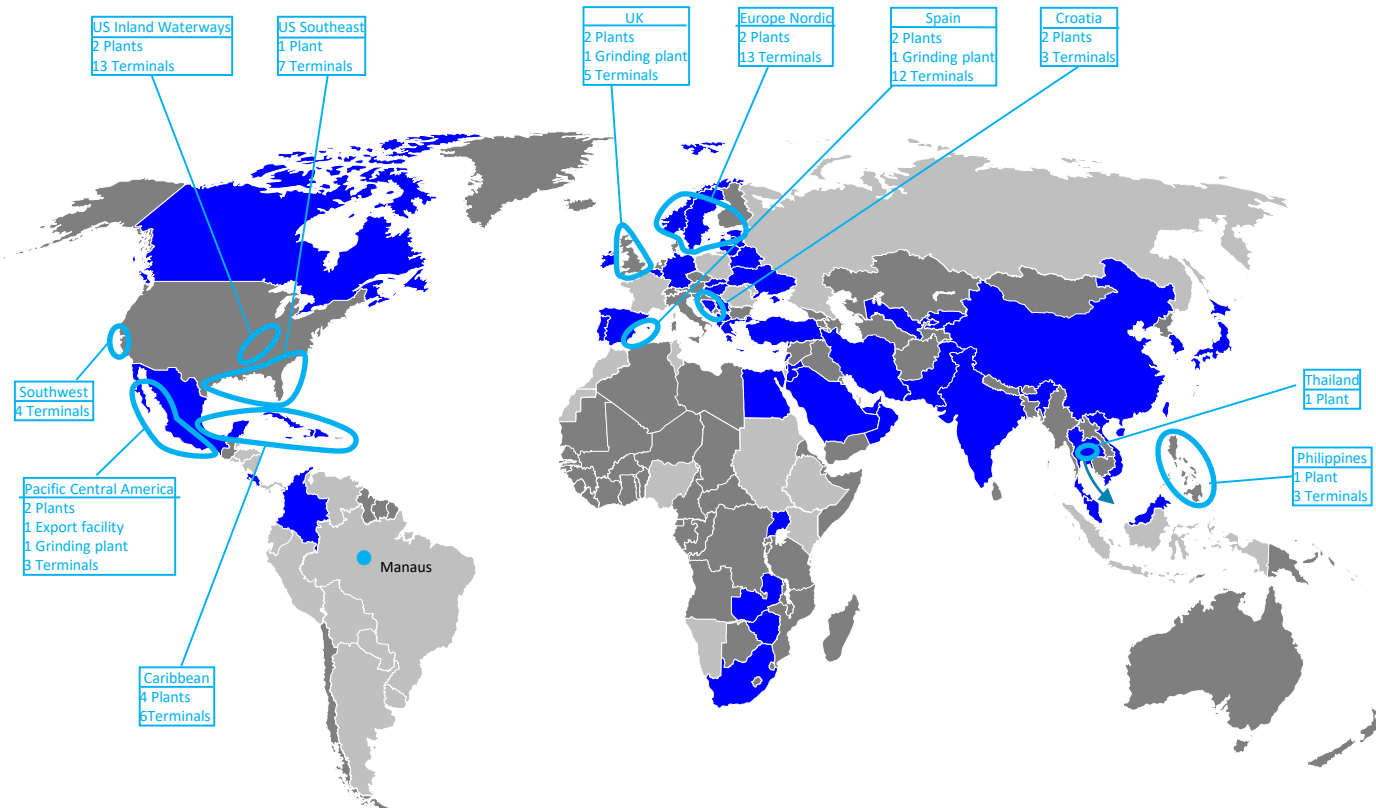 US Inland Waterways
2 Plants
13 Terminals
US Southeast
1 Plant
7 Terminals
UK
2 Plants
1 Grinding plant
5 Terminals
Europe Nordic
2 Plants
13 Terminals
Spain
2 Plants
1 Grinding plant
12 Terminals
Croatia
2 Plants
3 Terminals
Southwest
4 Terminals
Thailand
1 Plant
Philippines
1 Plant
3 Terminals
Pacific Central America
2 Plants
1 Export facility
1 Grinding plant
3 Terminals
Manaus
Caribbean
4 Plants
6Terminals